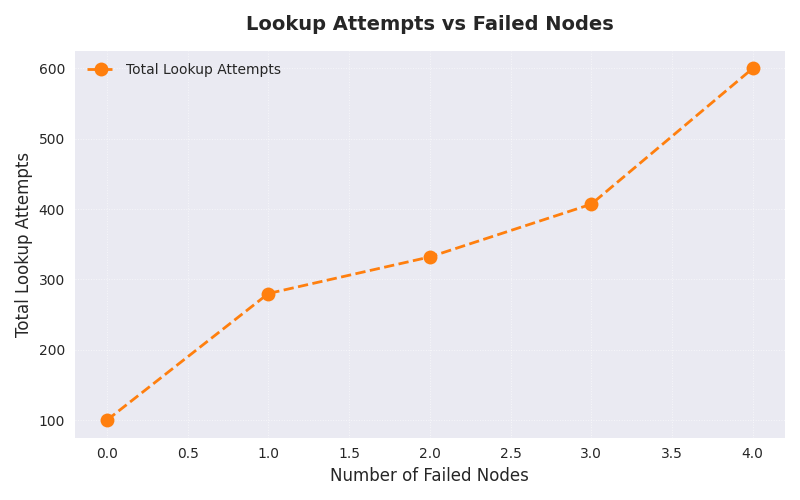 Lookup Attempts vs Failed Nodes
Total Lookup Attempts
Total Lookup Attempts
600
500
400
300
200
100
0.0 0.5 1.0 1.5 2.0 2.5 3.0 3.5 4.0
Number of Failed Nodes